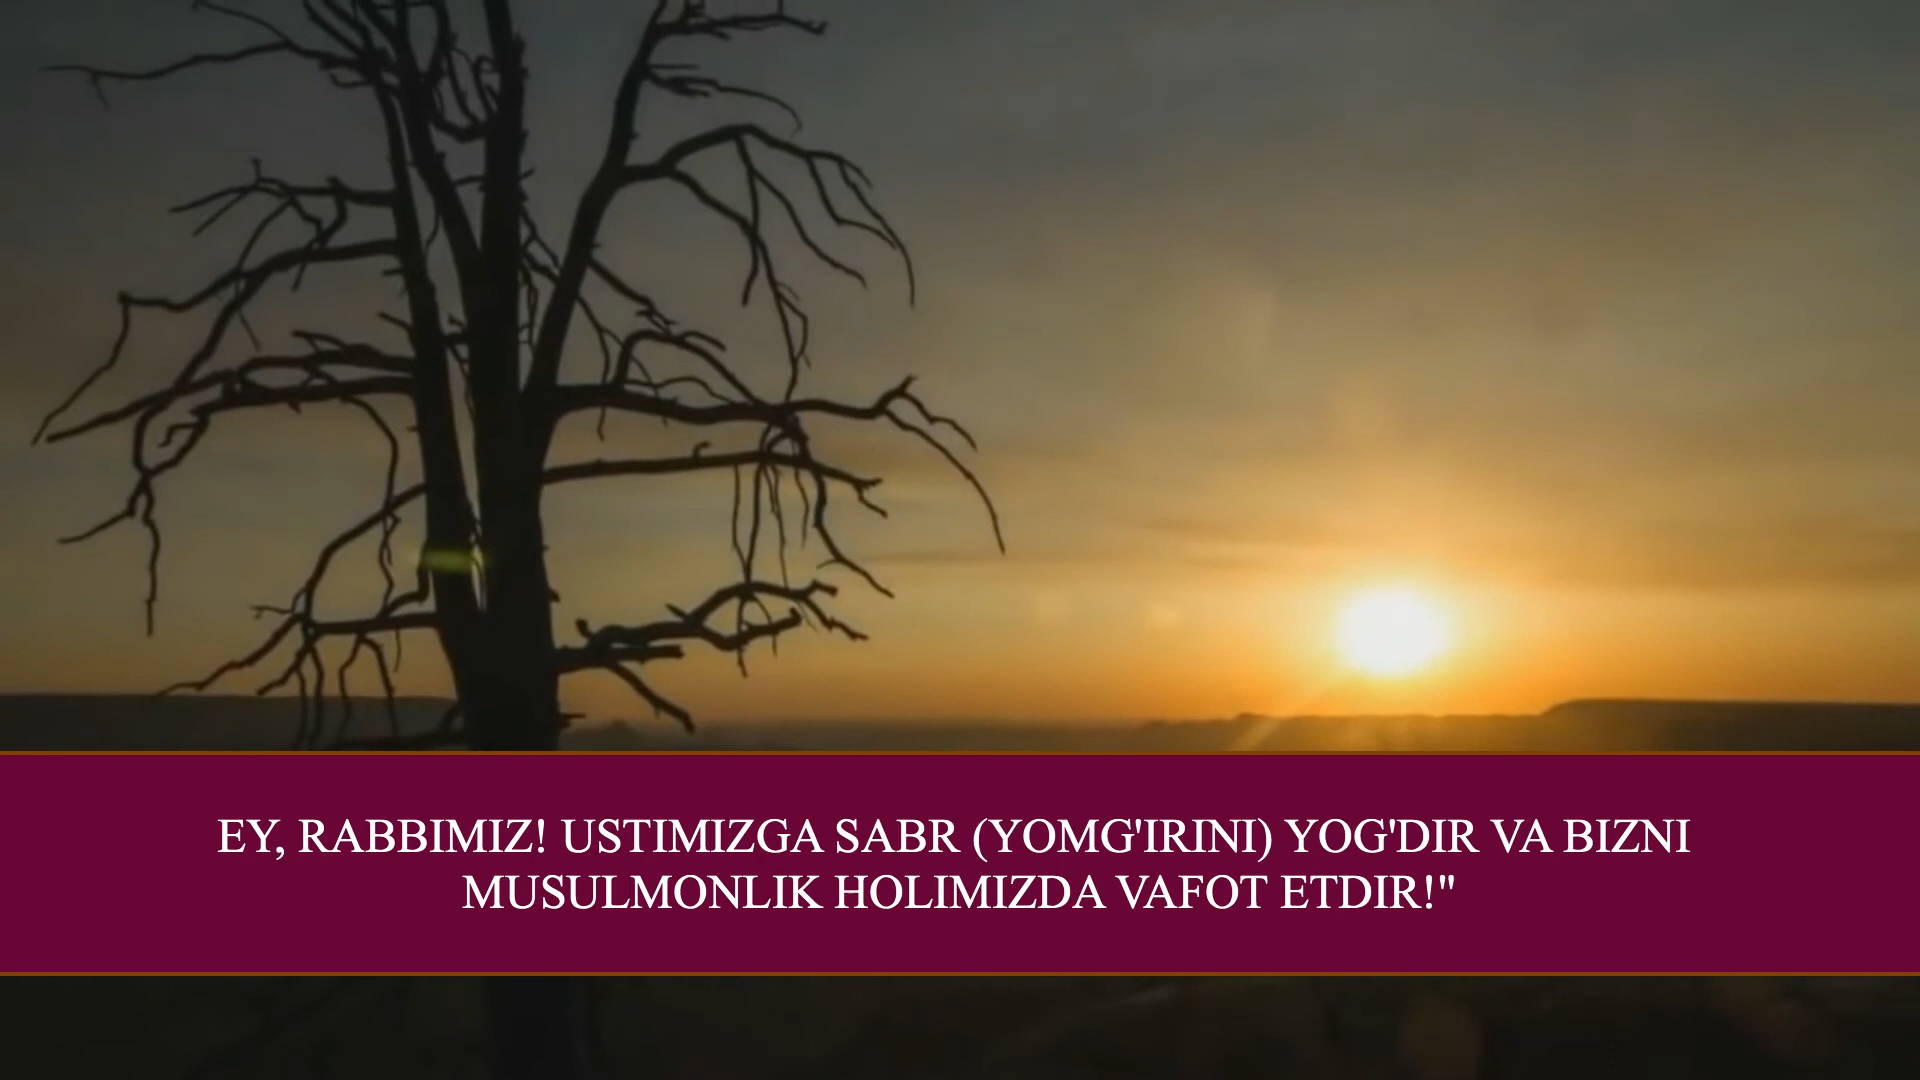 EY, RABBIMIZ! USTIMIZGA SABR (YOMG'IRINI) YOG'DIR VA BIZNI
MUSULMONLIK HOLIMIZDA VAFOT ETDIR!"